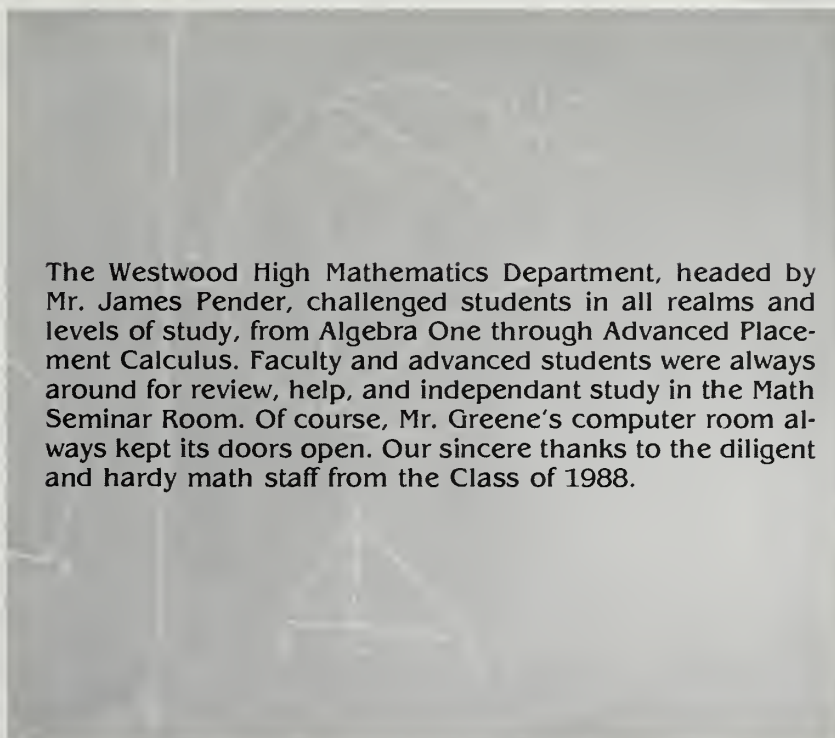 The Westwood High Mathematics Department, headed by
Mr. James Pender, challenged students in all realms and
levels of study, from Algebra One through Advanced Place-
ment Calculus. Faculty and advanced students were always
around for review, help, and independant study in the Math
Seminar Room. Of course, Mr. Greene's computer room al-
ways kept its doors open. Our sincere thanks to the diligent
and hardy math staff from the Class of 1988.